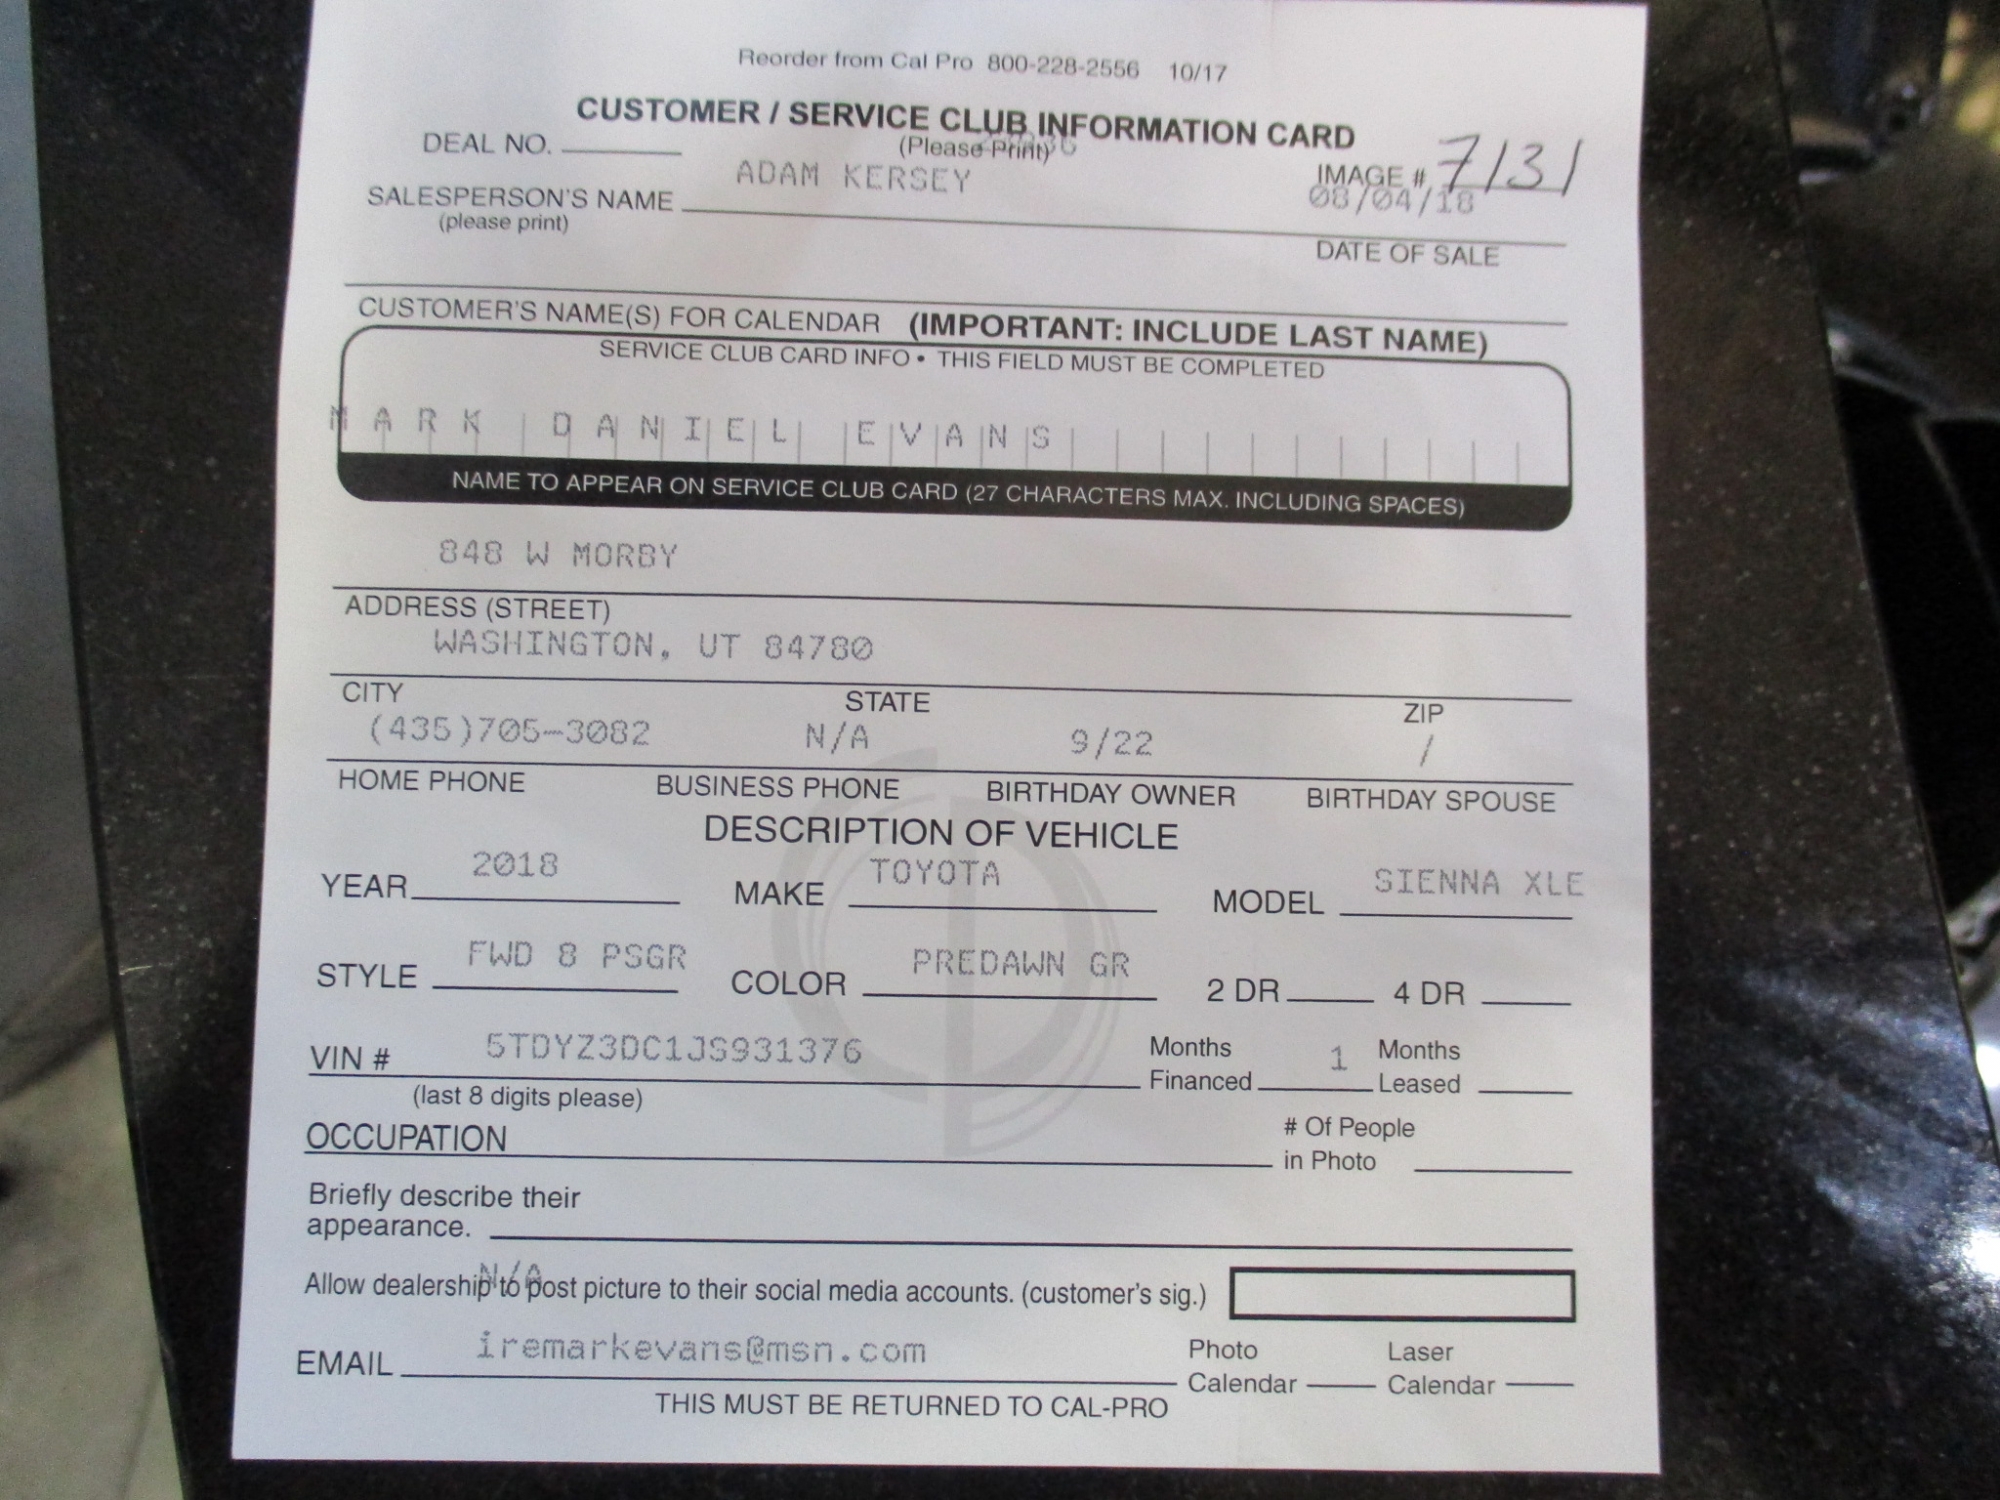 Reorder from Cal Pro 800-228-2556 10/17
CUSTOMER / SERVICE CLUB INFORMATION CARD
DEAL NO. (Please Print)
ADAM KERSEY IMAGE # 7131
SALESPERSON'S NAME 08/04/18
(please print)
DATE OF SALE
CUSTOMER'S NAME(S) FOR CALENDAR (IMPORTANT: INCLUDE LAST NAME)
SERVICE CLUB CARD INFO • THIS FIELD MUST BE COMPLETED
MARK DANIEL EVANS
NAME TO APPEAR ON SERVICE CLUB CARD (27 CHARACTERS MAX. INCLUDING SPACES)
848 W MORBY
ADDRESS (STREET)
WASHINGTON, UT 84780
CITY STATE ZIP
(435)705-3082 N/A 9/22 /
HOME PHONE BUSINESS PHONE BIRTHDAY OWNER BIRTHDAY SPOUSE
DESCRIPTION OF VEHICLE
YEAR 2018 MAKE TOYOTA MODEL SIENNA XLE
STYLE FWD 8 PSGR COLOR PREDAWN GR 2 DR 4 DR
VIN # 5TDYZ3DC1JS931376 Months Financed 1 Months Leased
(last 8 digits please)
OCCUPATION # Of People in Photo
Briefly describe their
appearance.
N/A
Allow dealership to post picture to their social media accounts. (customer's sig.)
EMAIL iremarkevans@msn.com Photo Calendar Laser Calendar
THIS MUST BE RETURNED TO CAL-PRO